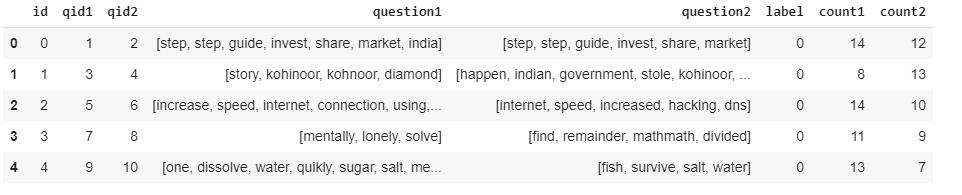 id qid1 qid2 question1 question2 label count1 count2
0 0 1 2 [step, step, guide, invest, share, market, india] [step, step, guide, invest, share, market] 0 14 12
1 1 3 4 [story, kohinoor, kohnoor, diamond] [happen, indian, government, stole, kohinoor, ... 0 8 13
2 2 5 6 [increase, speed, internet, connection, using,... [internet, speed, increased, hacking, dns] 0 14 10
3 3 7 8 [mentally, lonely, solve] [find, remainder, mathmath, divided] 0 11 9
4 4 9 10 [one, dissolve, water, quikly, sugar, salt, me... [fish, survive, salt, water] 0 13 7